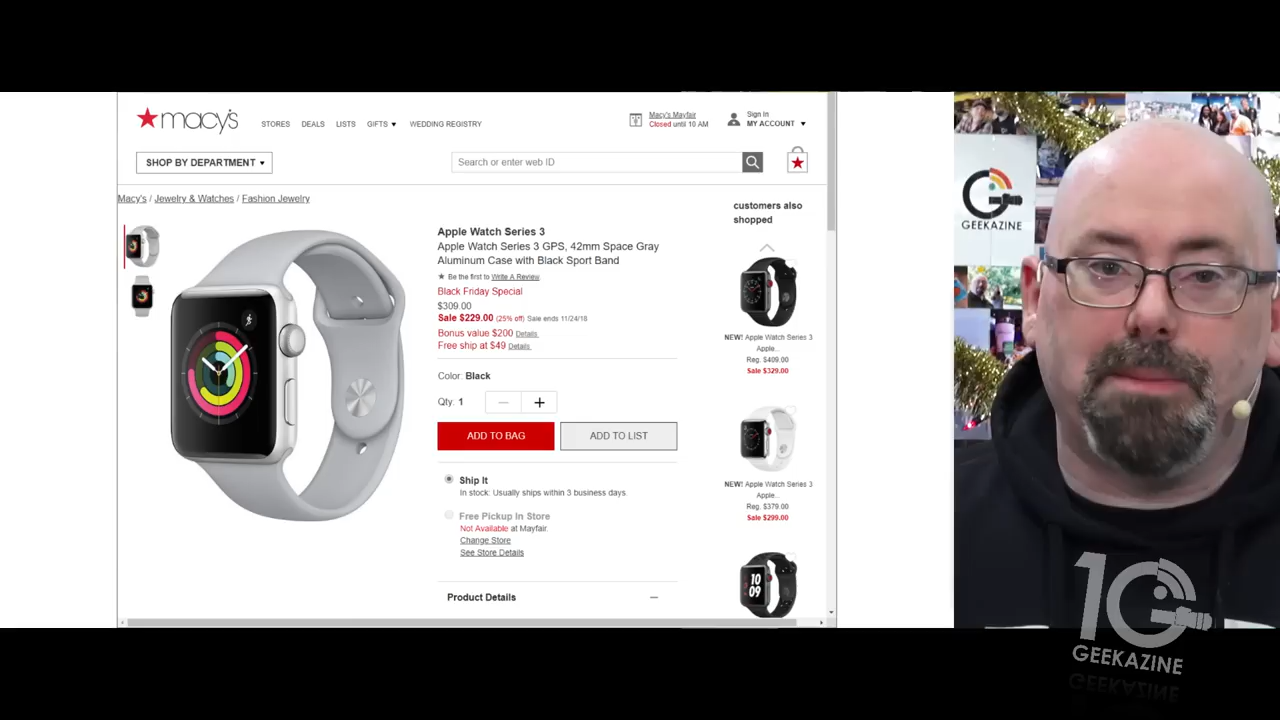 macy's
STORES
DEALS
LISTS
GIFTS
WEDDING REGISTRY
Macy's Mayfair
Closed until 10 AM
Sign In
MY ACCOUNT
SHOP BY DEPARTMENT
Search or enter web ID
Macy's / Jewelry & Watches / Fashion Jewelry
Apple Watch Series 3
Apple Watch Series 3 GPS, 42mm Space Gray
Aluminum Case with Black Sport Band
Be the first to Write A Review.
Black Friday Special
$309.00
Sale $229.00 (25% off) Sale ends 11/24/18
Bonus value $200 Details
Free ship at $49 Details
Color: Black
Qty: 1
ADD TO BAG
ADD TO LIST
Ship It
In stock: Usually ships within 3 business days.
Free Pickup In Store
Not Available at Mayfair.
Change Store
See Store Details
Product Details
customers also
shopped
NEW! Apple Watch Series 3
Apple...
Reg. $409.00
Sale $329.00
NEW! Apple Watch Series 3
Apple...
Reg. $379.00
Sale $299.00
10
09
GEEKAZINE
10
GEEKAZINE